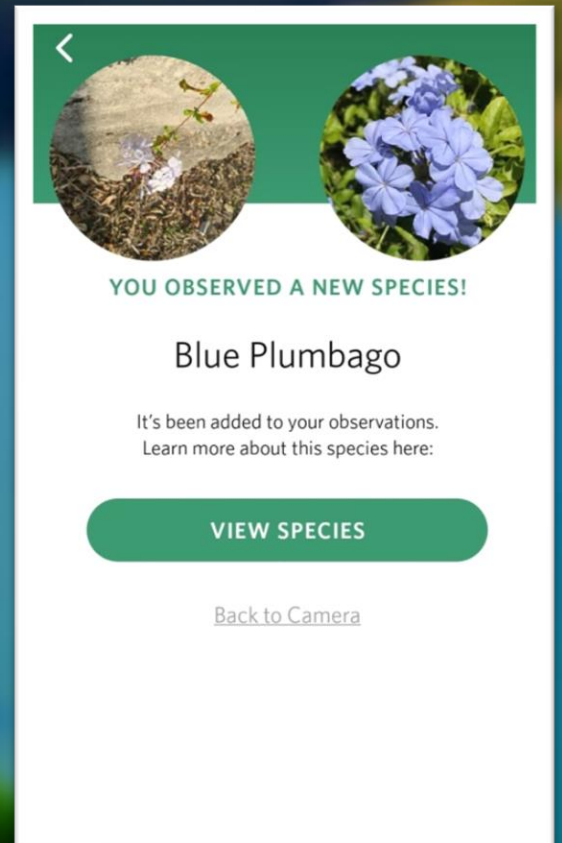 YOU OBSERVED A NEW SPECIES!
Blue Plumbago
It's been added to your observations.
Learn more about this species here:
VIEW SPECIES
Back to Camera